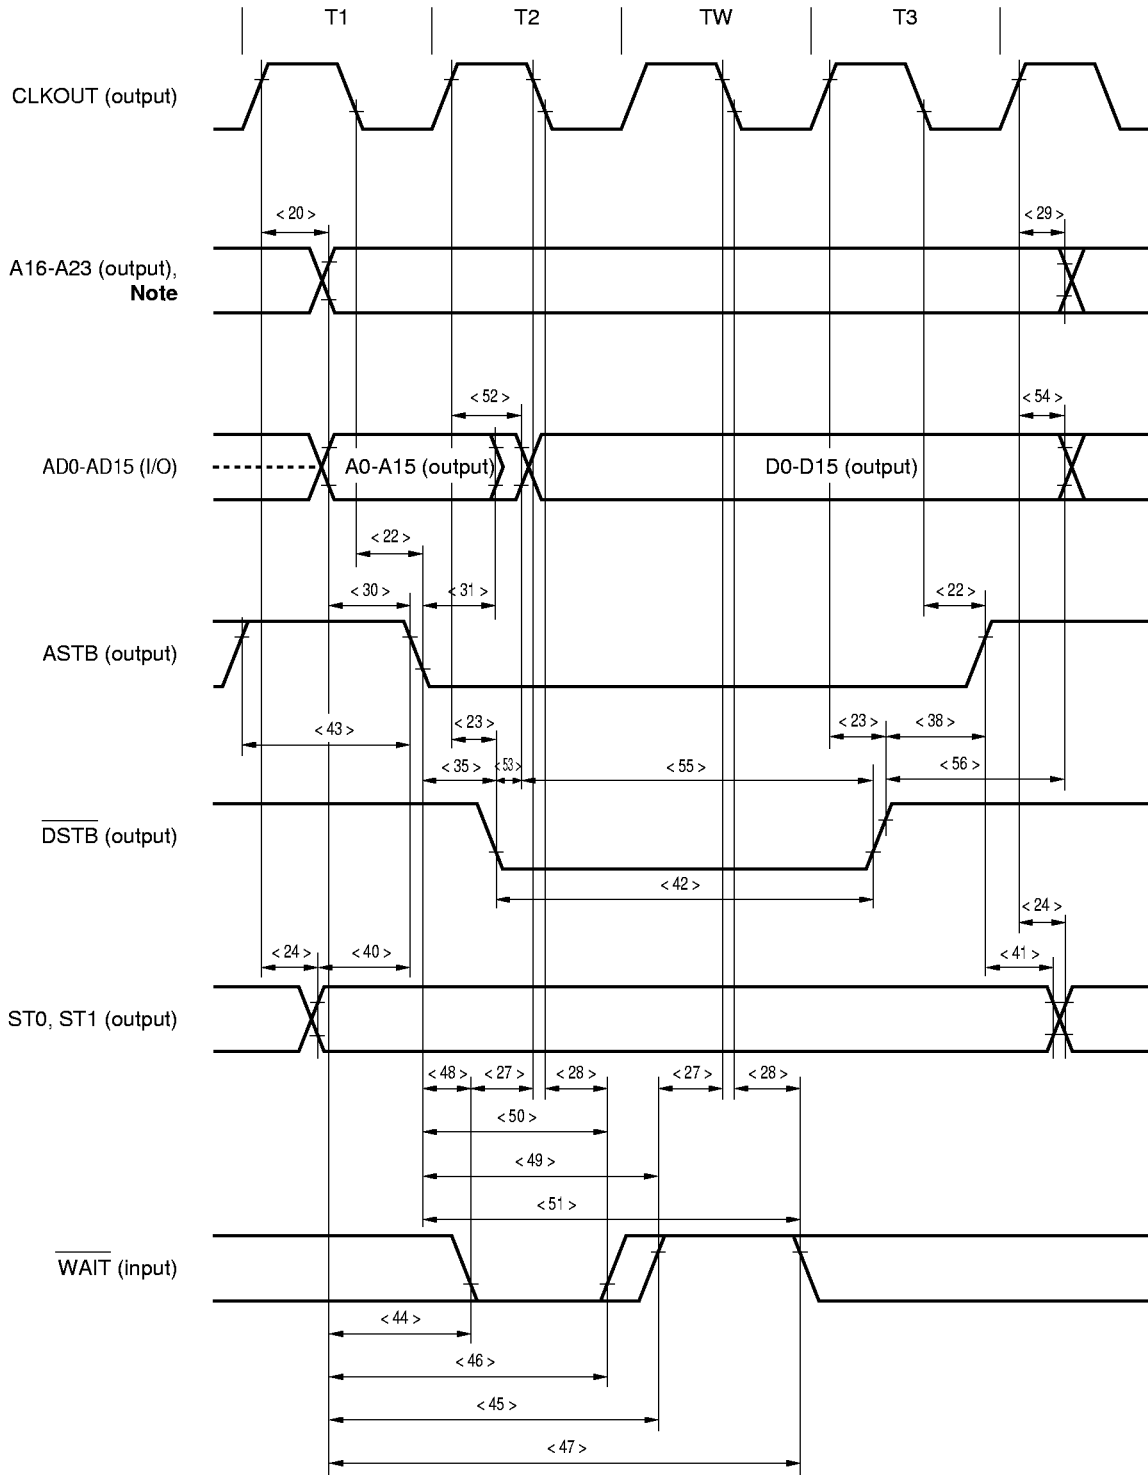 T1 T2 TW T3
CLKOUT (output)
< 20 > < 29 >
A16-A23 (output),
Note
< 52 > < 54 >
AD0-AD15 (I/O) A0-A15 (output) D0-D15 (output)
< 22 >
< 30 > < 31 > < 22 >
ASTB (output)
< 43 > < 23 > < 23 > < 38 >
< 35 > < 53 > < 55 > < 56 >
DSTB (output)
< 42 >
< 24 >
< 24 > < 40 > < 41 >
ST0, ST1 (output)
< 48 > < 27 > < 28 > < 27 > < 28 >
< 50 >
< 49 >
< 51 >
WAIT (input)
< 44 >
< 46 >
< 45 >
< 47 >